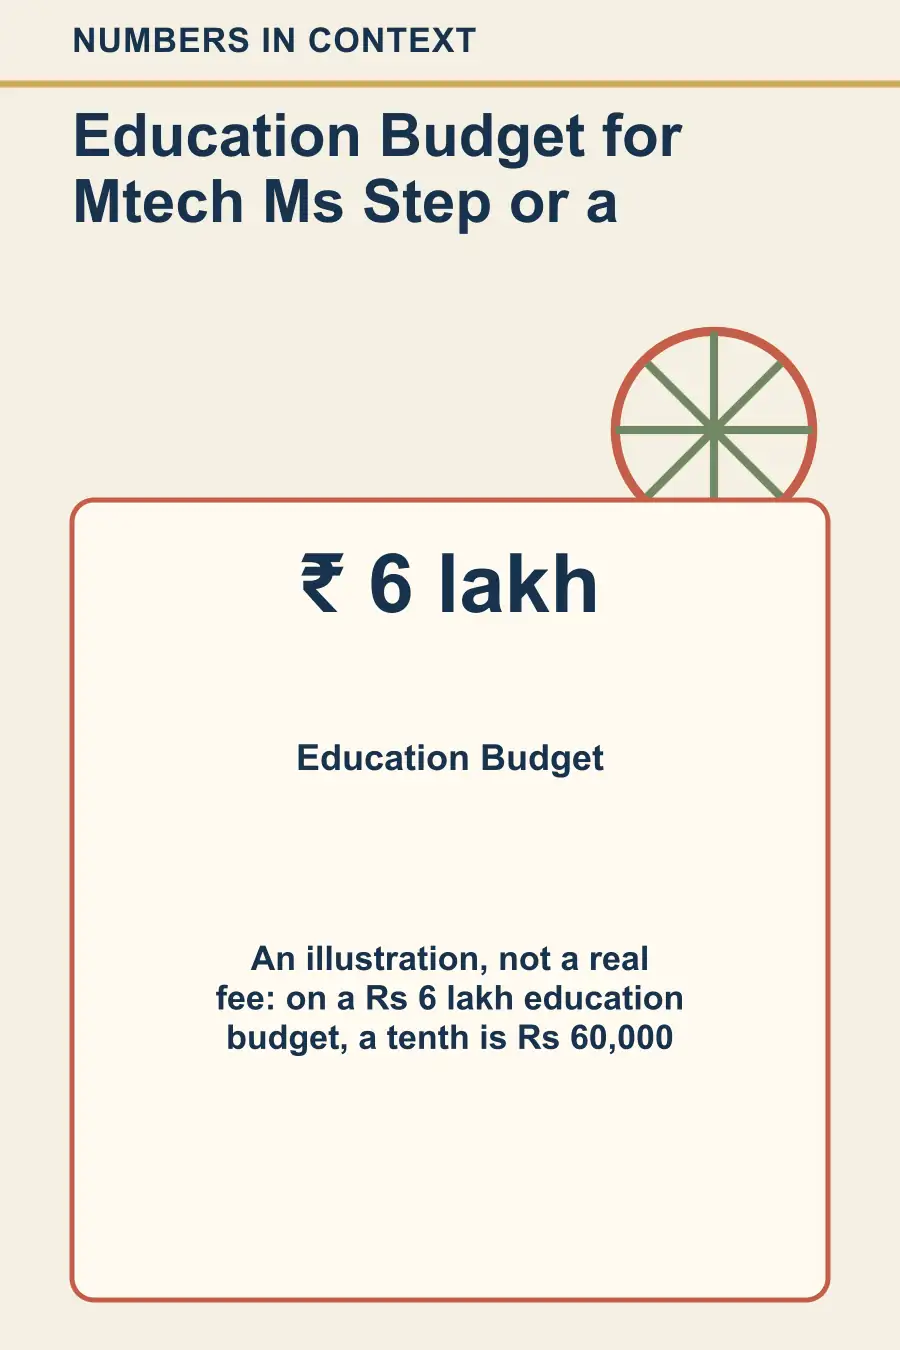 NUMBERS IN CONTEXT
Education Budget for
Mtech Ms Step or a
₹ 6 lakh
Education Budget
An illustration, not a real
fee: on a Rs 6 lakh education
budget, a tenth is Rs 60,000